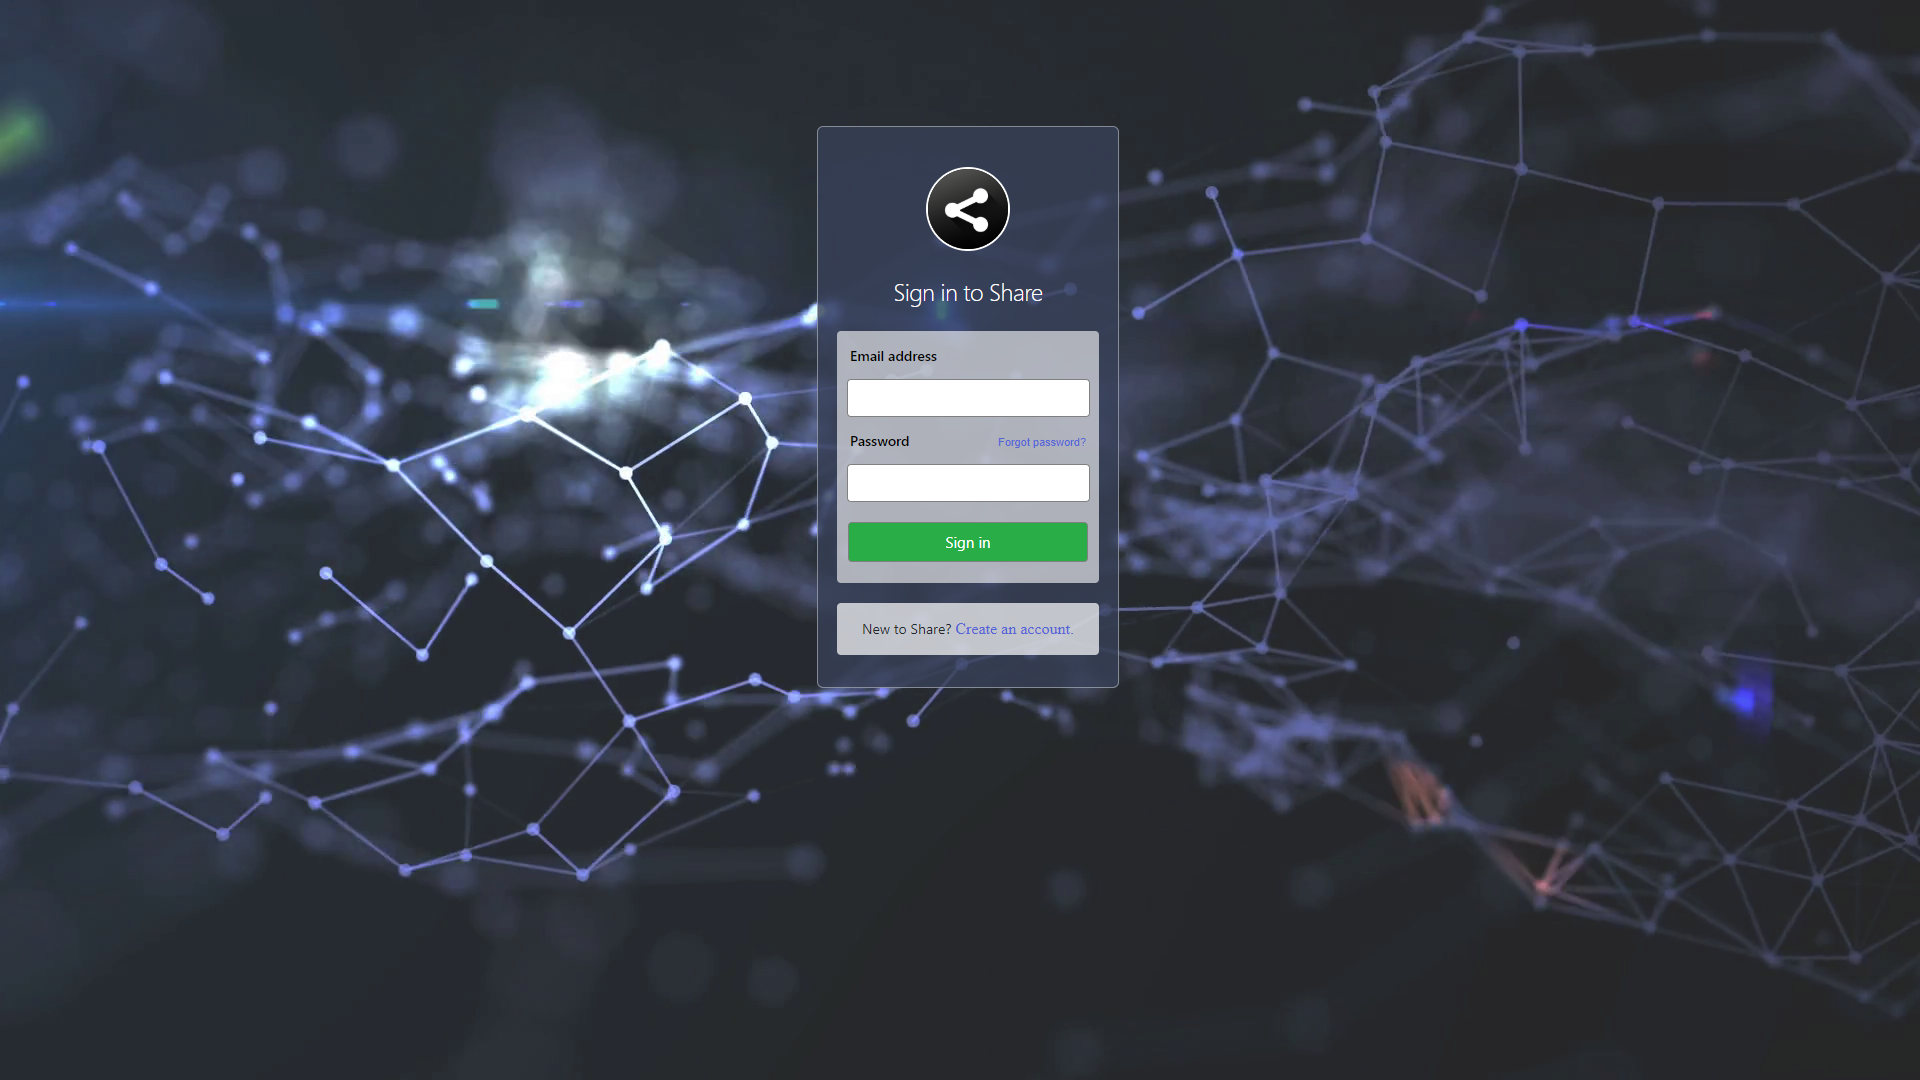 Sign in to Share
Email address
Password Forgot password?
Sign in
New to Share? Create an account.